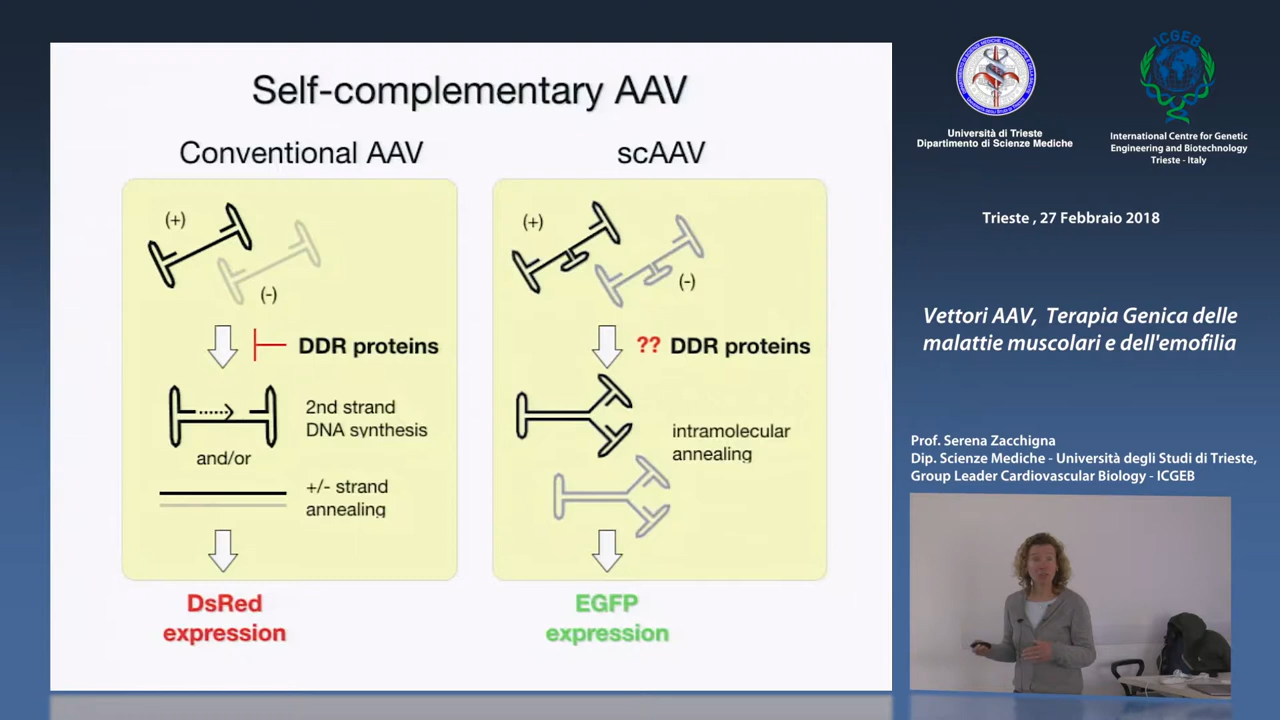 Self-complementary AAV
Conventional AAV
(+)
(-)
DDR proteins
2nd strand
DNA synthesis
and/or
+/- strand
annealing
DsRed
expression
scAAV
(+)
(-)
?? DDR proteins
intramolecular
annealing
EGFP
expression
Università di Trieste
Dipartimento di Scienze Mediche
ICGEB
International Centre for Genetic
Engineering and Biotechnology
Trieste - Italy
Trieste , 27 Febbraio 2018
Vettori AAV, Terapia Genica delle
malattie muscolari e dell'emofilia
Prof. Serena Zacchigna
Dip. Scienze Mediche - Università degli Studi di Trieste,
Group Leader Cardiovascular Biology - ICGEB